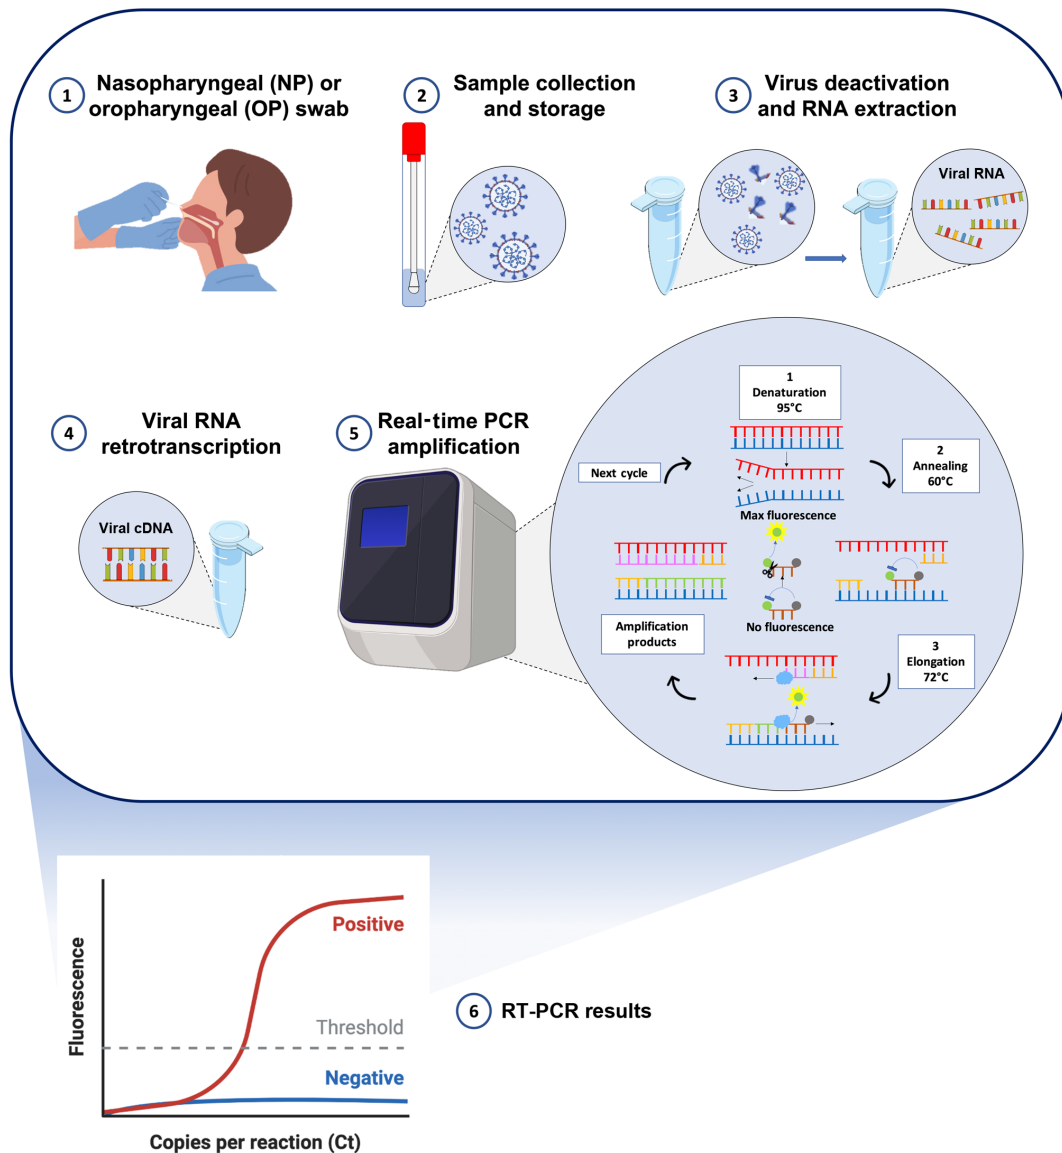 1
Nasopharyngeal (NP) or
oropharyngeal (OP) swab
2
Sample collection
and storage
3
Virus deactivation
and RNA extraction
Viral RNA
4
Viral RNA
retrotranscription
Viral cDNA
5
Real-time PCR
amplification
1
Denaturation
95°C
2
Annealing
60°C
Next cycle
Max fluorescence
No fluorescence
Amplification
products
3
Elongation
72°C
Fluorescence
Positive
Threshold
Negative
Copies per reaction (Ct)
6
RT-PCR results